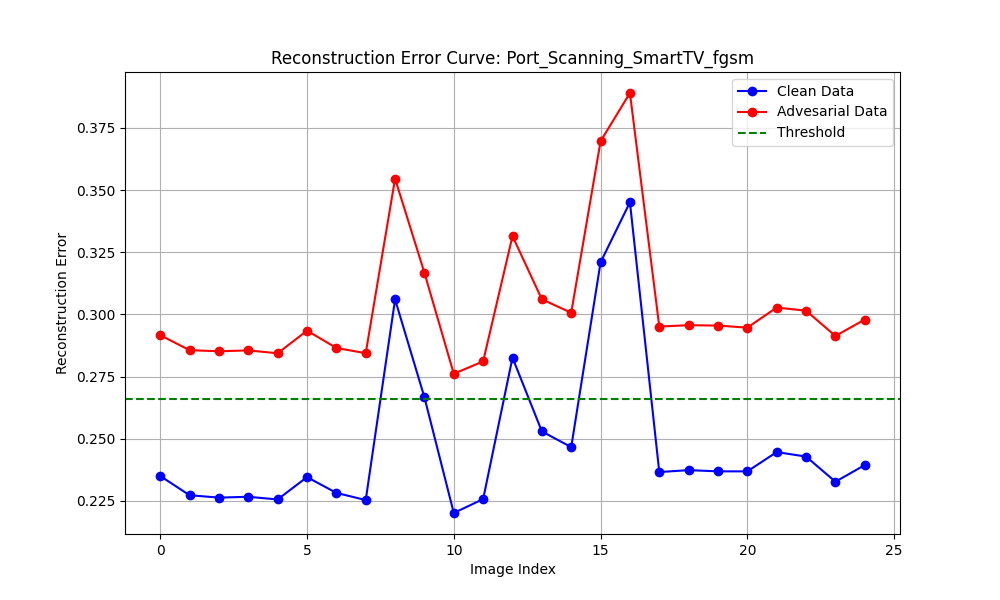 Reconstruction Error Curve: Port_Scanning_SmartTV_fgsm
Clean Data
Advesarial Data
Threshold
Reconstruction Error
0.375
0.350
0.325
0.300
0.275
0.250
0.225
0 5 10 15 20 25
Image Index